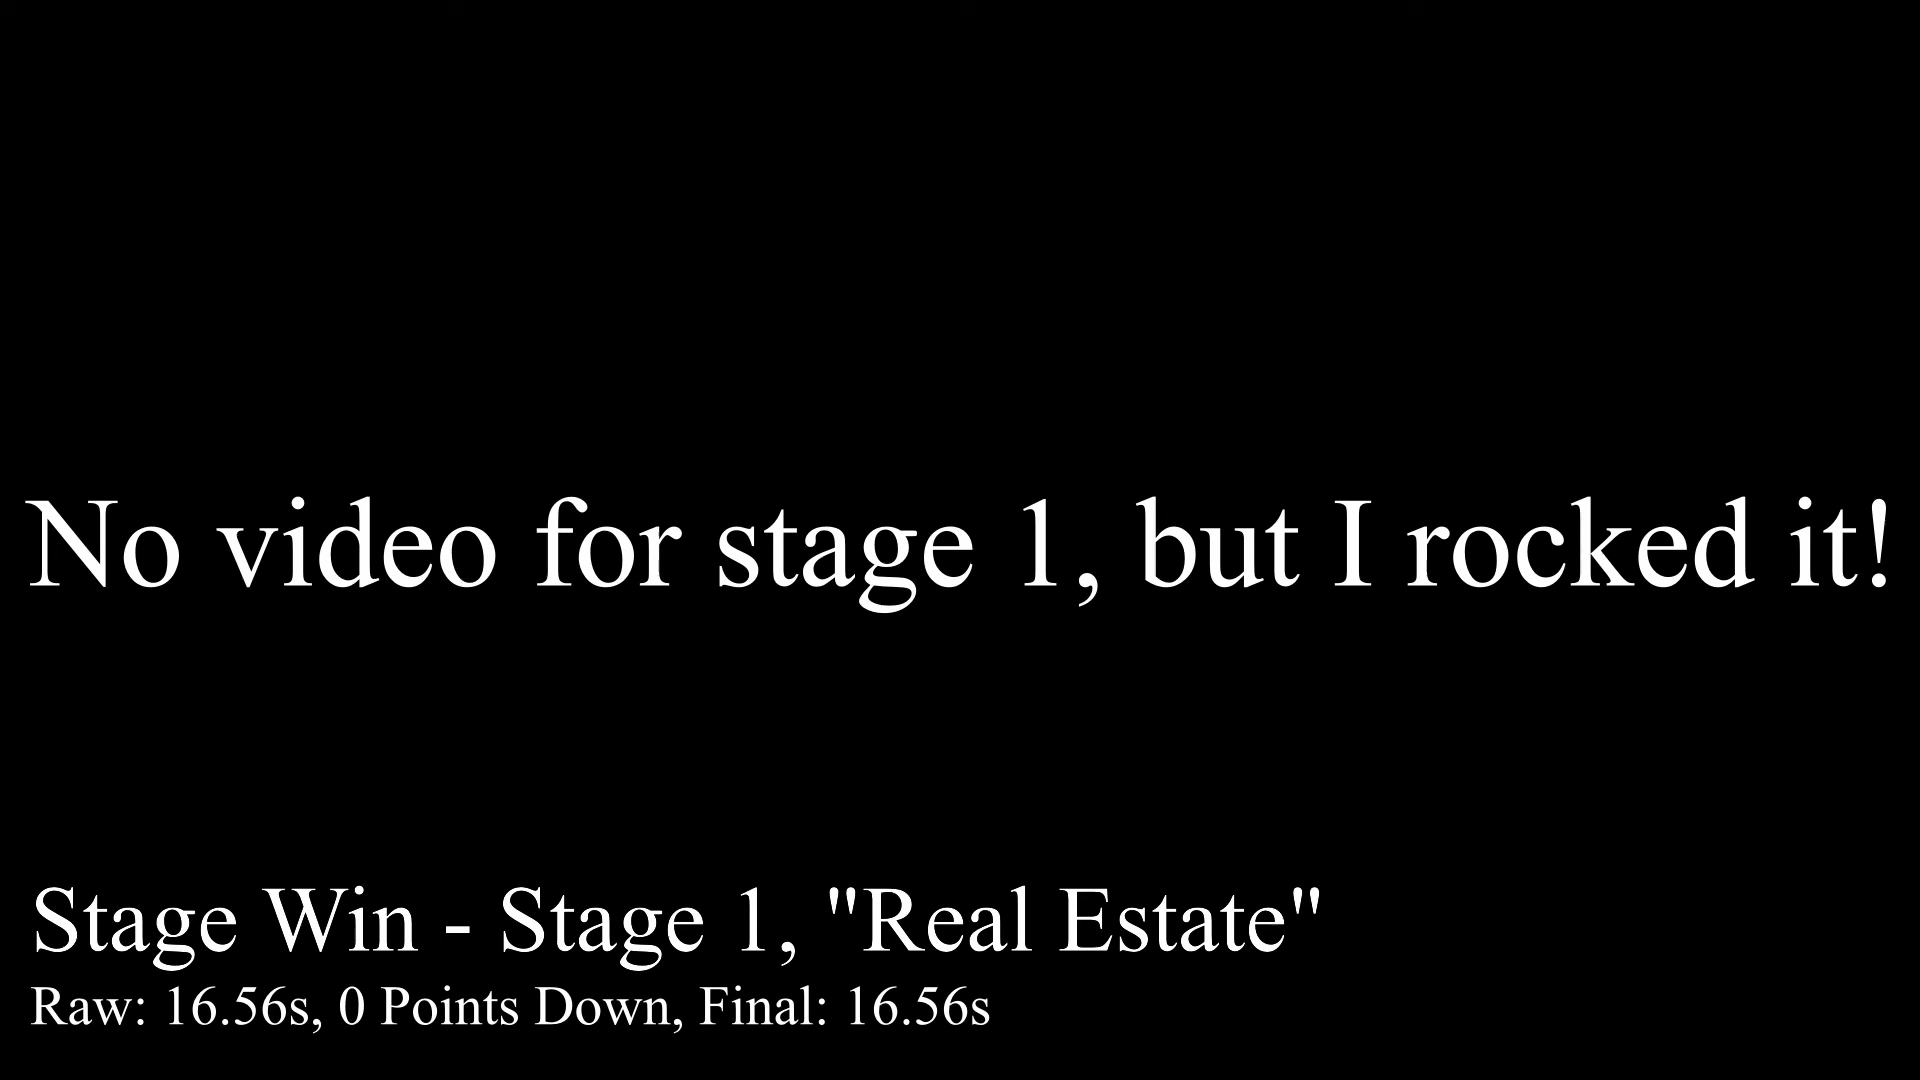 No video for stage 1, but I rocked it!
Stage Win - Stage 1, "Real Estate"
Raw: 16.56s, 0 Points Down, Final: 16.56s